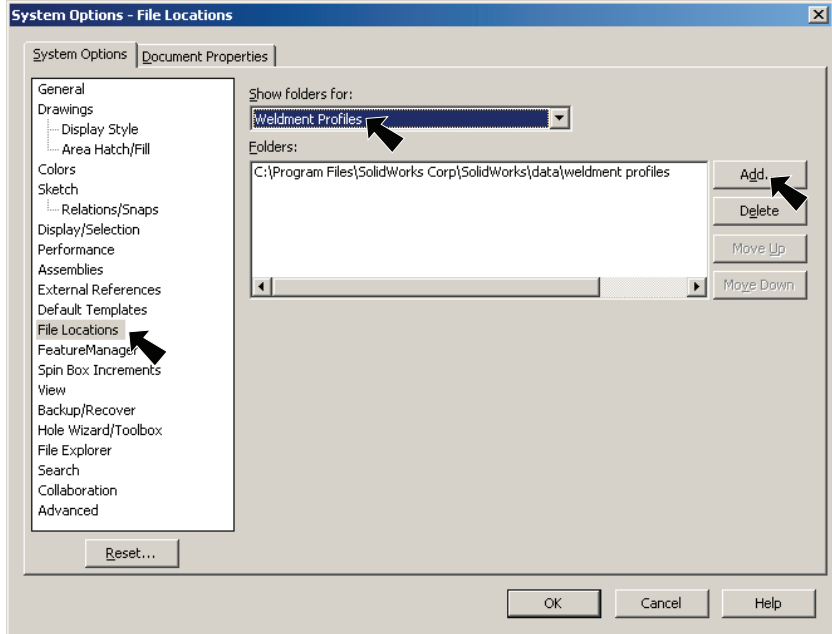 System Options - File Locations
System Options
Document Properties
General
Drawings
Display Style
Area Hatch/Fill
Colors
Sketch
Relations/Snaps
Display/Selection
Performance
Assemblies
External References
Default Templates
File Locations
FeatureManager
Spin Box Increments
View
Backup/Recover
Hole Wizard/Toolbox
File Explorer
Search
Collaboration
Advanced
Reset...
Show folders for:
Weldment Profiles
Folders:
C:\Program Files\SolidWorks Corp\SolidWorks\data\weldment profiles
Add.
Delete
Move Up
Move Down
OK
Cancel
Help